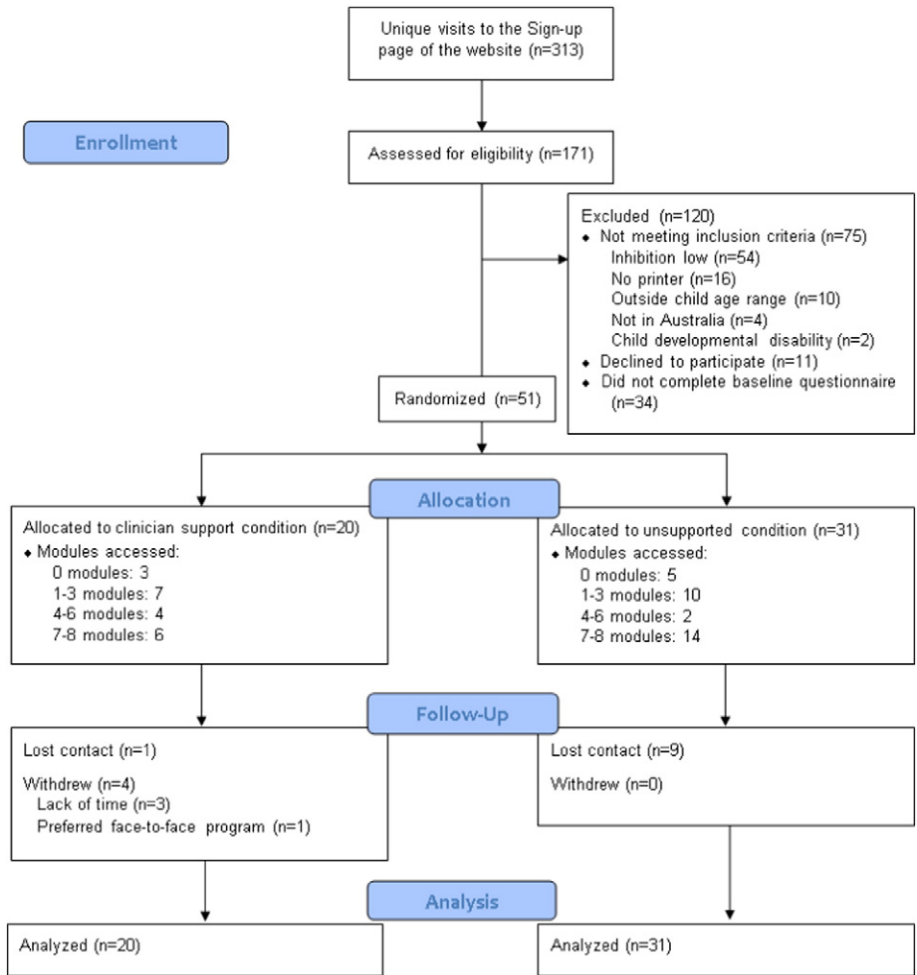 Unique visits to the Sign-up
page of the website (n=313)
Enrollment
Assessed for eligibility (n=171)
Excluded (n=120)
⬥ Not meeting inclusion criteria (n=75)
Inhibition low (n=54)
No printer (n=16)
Outside child age range (n=10)
Not in Australia (n=4)
Child developmental disability (n=2)
⬥ Declined to participate (n=11)
⬥ Did not complete baseline questionnaire
(n=34)
Randomized (n=51)
Allocation
Allocated to clinician support condition (n=20)
⬥ Modules accessed:
0 modules: 3
1-3 modules: 7
4-6 modules: 4
7-8 modules: 6
Allocated to unsupported condition (n=31)
⬥ Modules accessed:
0 modules: 5
1-3 modules: 10
4-6 modules: 2
7-8 modules: 14
Follow-Up
Lost contact (n=1)
Withdrew (n=4)
Lack of time (n=3)
Preferred face-to-face program (n=1)
Lost contact (n=9)
Withdrew (n=0)
Analysis
Analyzed (n=20)
Analyzed (n=31)